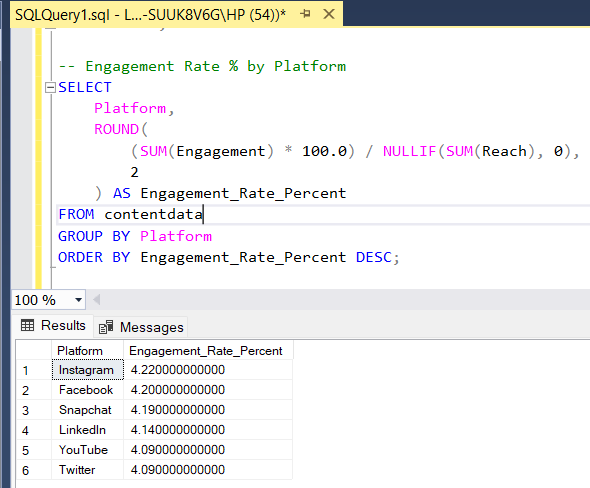 SQLQuery1.sql - L...-SUUK8V6G\HP (54))*
-- Engagement Rate % by Platform
SELECT
Platform,
ROUND(
(SUM(Engagement) * 100.0) / NULLIF(SUM(Reach), 0),
2
) AS Engagement_Rate_Percent
FROM contentdata
GROUP BY Platform
ORDER BY Engagement_Rate_Percent DESC;
100 %
Results Messages
Platform Engagement_Rate_Percent
1 Instagram 4.220000000000
2 Facebook 4.200000000000
3 Snapchat 4.190000000000
4 LinkedIn 4.140000000000
5 YouTube 4.090000000000
6 Twitter 4.090000000000